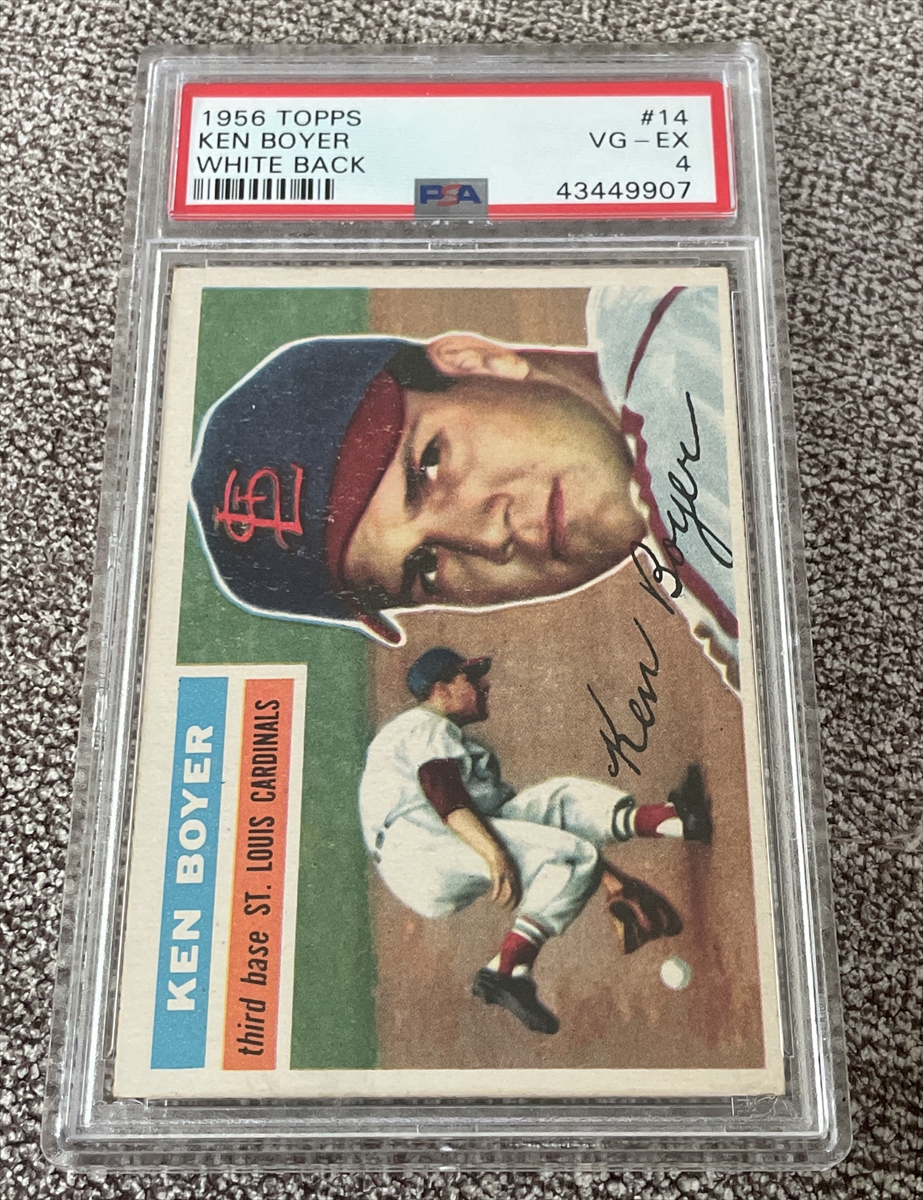 1956 TOPPS #14
KEN BOYER VG-EX
WHITE BACK 4
PSA 43449907
STL
KEN BOYER
third base ST. LOUIS CARDINALS
Ken Boyer